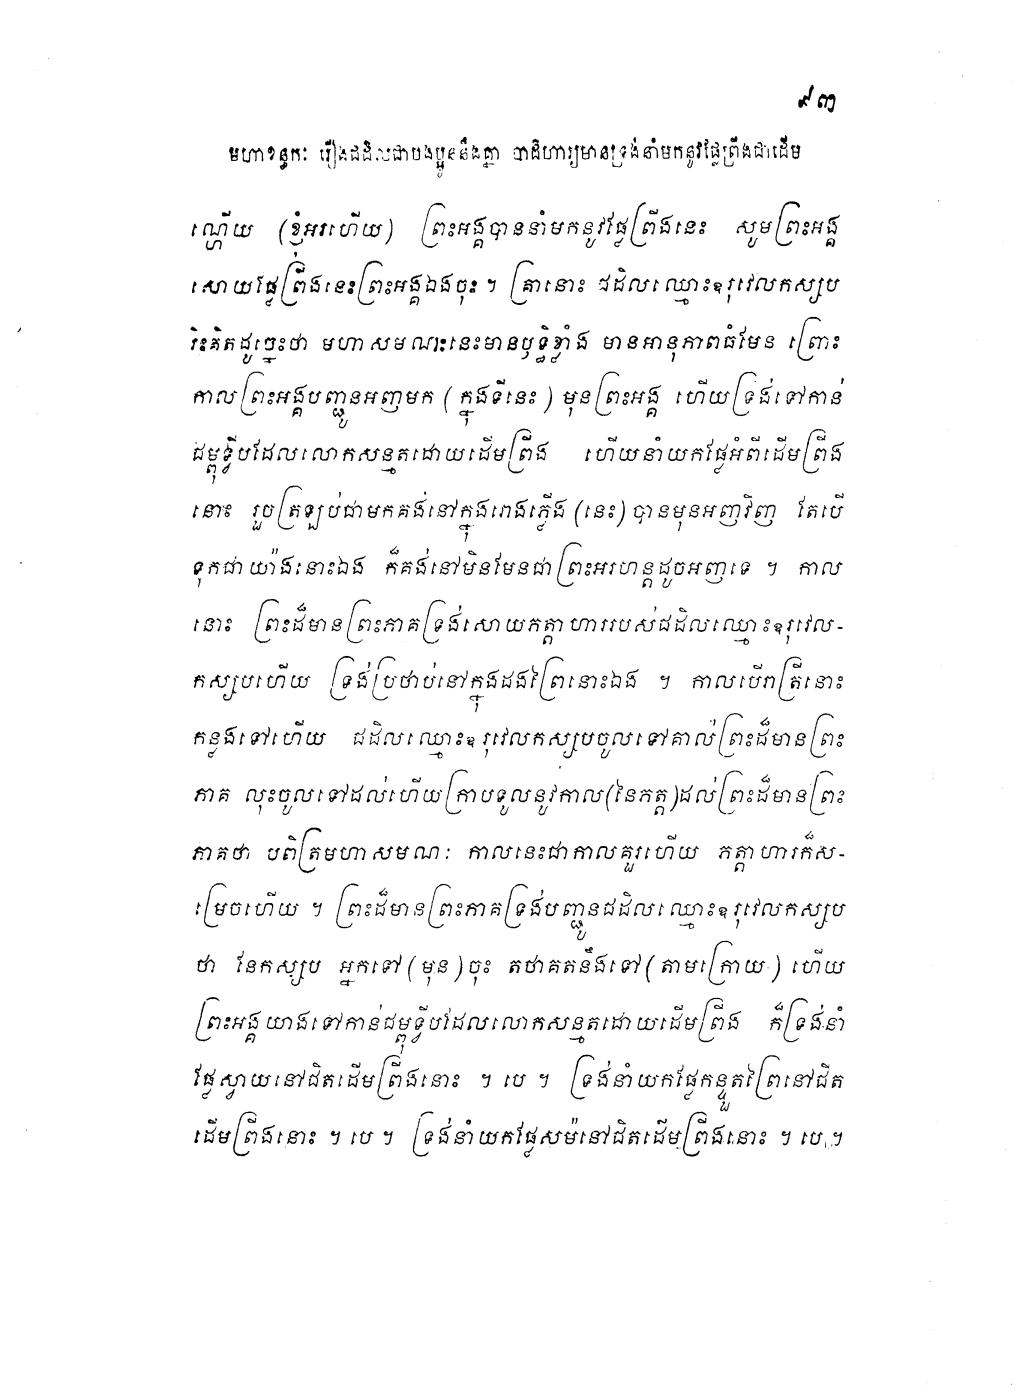 ៩៣
មហាខន្ធកៈ រឿងជដិលជាបងប្អូននឹងគ្នា បាដិហារ្យមានទ្រង់នាំមកនូវផ្លែព្រីងជាដើម
ណ្ហើយ (ខ្ញុំអរហើយ) ព្រះអង្គបាននាំមកនូវផ្លែព្រីងនេះ សូមព្រះអង្គ
សោយផ្លែព្រីងនេះព្រះអង្គឯងចុះ ។ គ្រានោះ ជដិលឈ្មោះឧរុវេលកស្សប
រិះគិតដូច្នេះថា មហាសមណៈនេះមានឫទ្ធិខ្លាំង មានអានុភាពធំមែន ព្រោះ
កាលព្រះអង្គបញ្ជូនអញមក (ក្នុងទីនេះ) មុនព្រះអង្គ ហើយទ្រង់ទៅកាន់
ជម្ពុទ្វីបដែលលោកសន្មតដោយដើមព្រីង ហើយនាំយកផ្លែអំពីដើមព្រីង
នោះ រួចត្រឡប់ជាមកគង់នៅក្នុងរោងភ្លើង (នេះ) បានមុនអញវិញ តែបើ
ទុកជាយ៉ាងនោះឯង ក៏គង់នៅមិនមែនជាព្រះអរហន្តដូចអញទេ ។ កាល
នោះ ព្រះដ៏មានព្រះភាគទ្រង់សោយភត្តាហាររបស់ជដិលឈ្មោះឧរុវេល-
កស្សបហើយ ទ្រង់ប្រថាប់នៅក្នុងដងព្រៃនោះឯង ។ កាលបើរាត្រីនោះ
កន្លងទៅហើយ ជដិលឈ្មោះឧរុវេលកស្សបចូលទៅគាល់ព្រះដ៏មានព្រះ
ភាគ លុះចូលទៅដល់ហើយក្រាបទូលនូវកាល(នៃភត្ត)ដល់ព្រះដ៏មានព្រះ
ភាគថា បពិត្រមហាសមណៈ កាលនេះជាកាលគួរហើយ ភត្តាហារក៏ស-
ម្រេចហើយ ។ ព្រះដ៏មានព្រះភាគទ្រង់បញ្ជូនជដិលឈ្មោះឧរុវេលកស្សប
ថា នែកស្សប អ្នកទៅ (មុន) ចុះ តថាគតនឹងទៅ (តាមក្រោយ) ហើយ
ព្រះអង្គយាងទៅកាន់ជម្ពុទ្វីបដែលលោកសន្មតដោយដើមព្រីង ក៏ទ្រង់នាំ
ផ្លែស្វាយនៅជិតដើមព្រីងនោះ ។ បេ ។ ទ្រង់នាំយកផ្លែកន្ទួតព្រៃនៅជិត
ដើមព្រីងនោះ ។ បេ ។ ទ្រង់នាំយកផ្លែសម៉នៅជិតដើមព្រីងនោះ ។ បេ ។